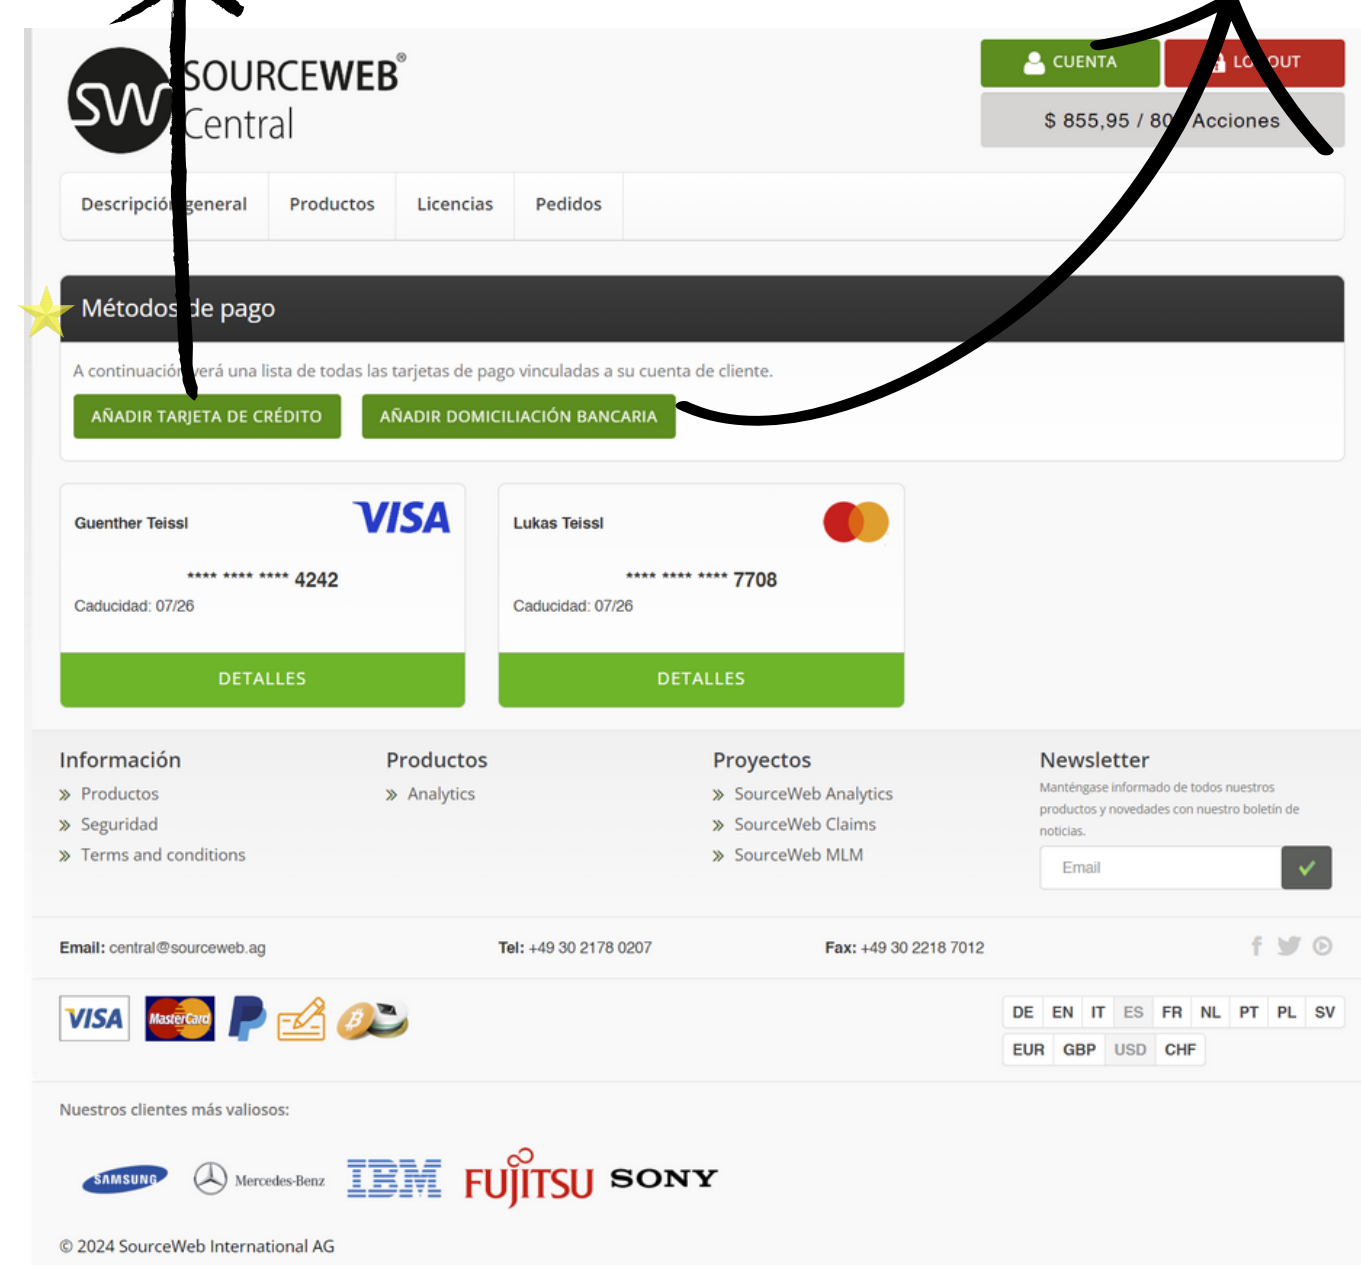 SW SOURCEWEB®
Central
CUENTA
LOGOUT
$ 855,95 / 80 Acciones
Descripción general
Productos
Licencias
Pedidos
Métodos de pago
A continuación verá una lista de todas las tarjetas de pago vinculadas a su cuenta de cliente.
AÑADIR TARJETA DE CRÉDITO
AÑADIR DOMICILIACIÓN BANCARIA
Guenther Teissl
VISA
**** **** **** 4242
Caducidad: 07/26
DETALLES
Lukas Teissl
**** **** **** 7708
Caducidad: 07/26
DETALLES
Información
» Productos
» Seguridad
» Terms and conditions
Productos
» Analytics
Proyectos
» SourceWeb Analytics
» SourceWeb Claims
» SourceWeb MLM
Newsletter
Manténgase informado de todos nuestros
productos y novedades con nuestro boletín de
noticias.
Email
Email: central@sourceweb.ag
Tel: +49 30 2178 0207
Fax: +49 30 2218 7012
VISA MasterCard
DE EN IT ES FR NL PT PL SV
EUR GBP USD CHF
Nuestros clientes más valiosos:
SAMSUNG Mercedes-Benz IBM FUJITSU SONY
© 2024 SourceWeb International AG